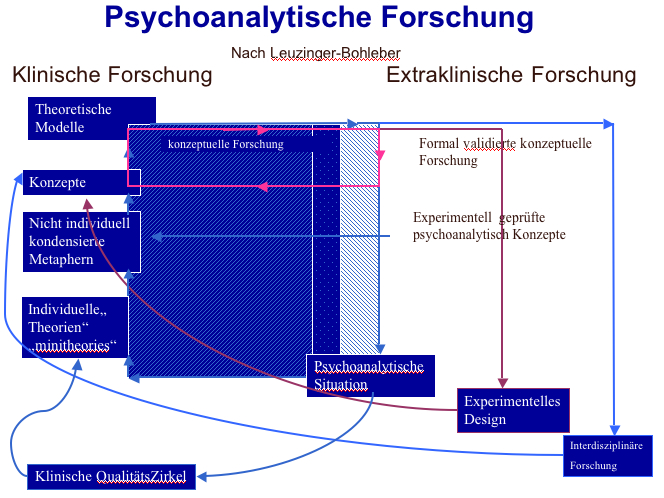 Psychoanalytische Forschung
Nach Leuzinger-Bohleber
Klinische Forschung
Extraklinische Forschung
Theoretische
Modelle
konzeptuelle Forschung
Formal validierte konzeptuelle
Forschung
Konzepte
Nicht individuell
kondensierte
Metaphern
Experimentell geprüfte
psychoanalytisch Konzepte
Individuelle„
Theorien“
„minitheories“
Psychoanalytische
Situation
Experimentelles
Design
Interdisziplinäre
Forschung
Klinische QualitätsZirkel